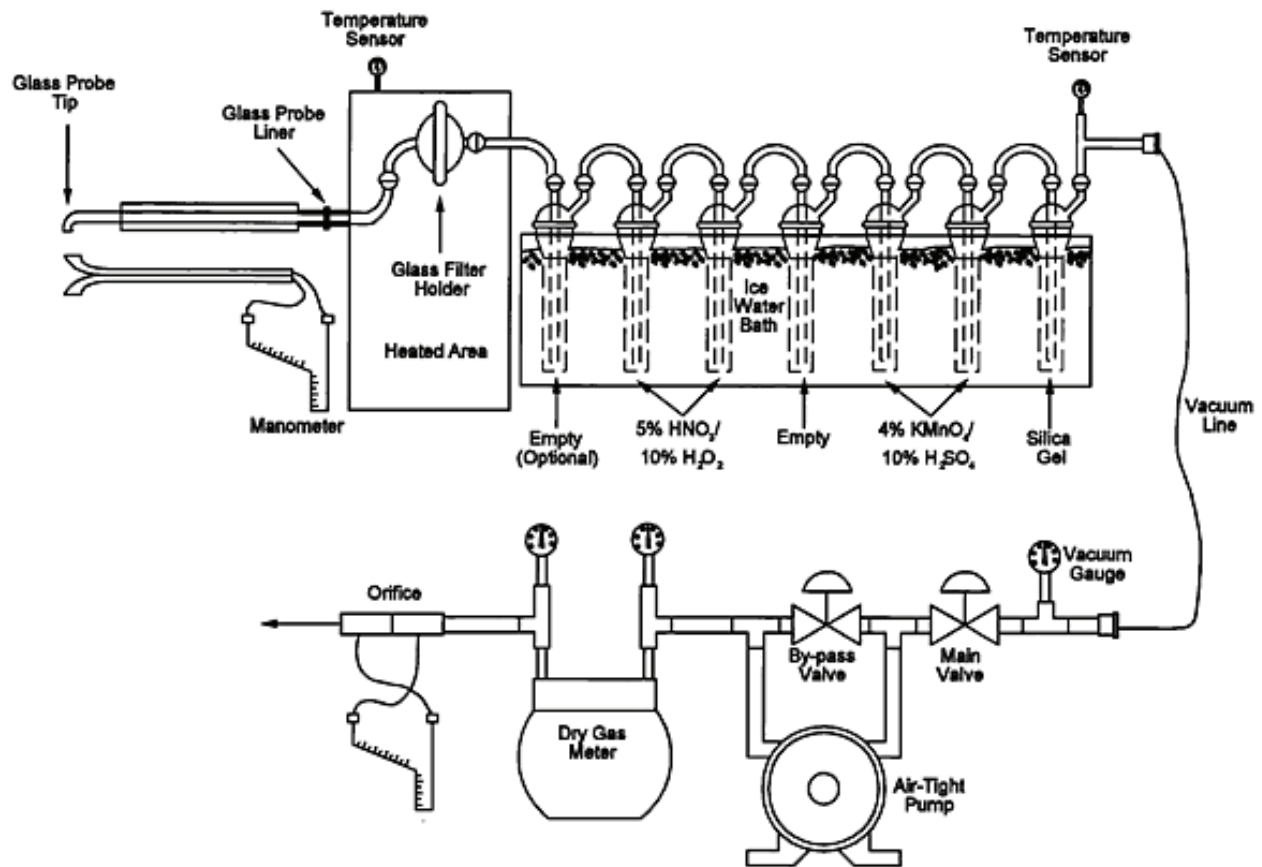 Temperature
Sensor
Temperature
Sensor
Glass Probe
Tip
Glass Probe
Liner
Glass Filter
Holder
Heated Area
Manometer
Ice
Water
Bath
Empty
(Optional)
5% HNO₃/
10% H₂O₂
Empty
4% KMnO₄/
10% H₂SO₄
Silica
Gel
Vacuum
Line
Orifice
Dry Gas
Meter
By-pass
Valve
Main
Valve
Vacuum
Gauge
Air-Tight
Pump